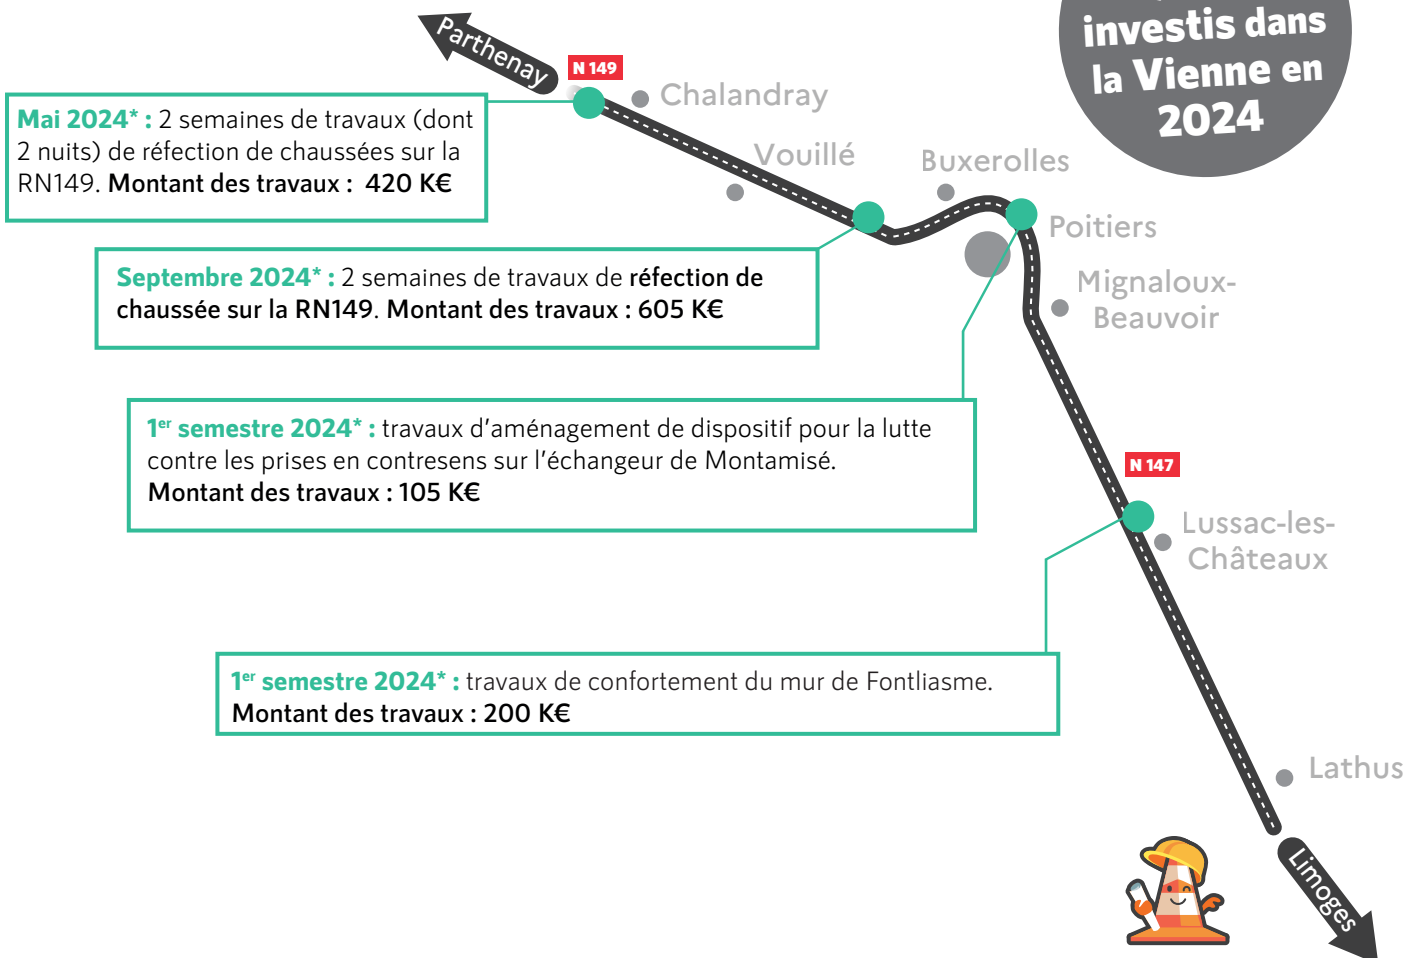 investis dans
la Vienne en
2024
Parthenay
N 149
Chalandray
Mai 2024* : 2 semaines de travaux (dont
2 nuits) de réfection de chaussées sur la
RN149. Montant des travaux : 420 K€
Vouillé
Buxerolles
Poitiers
Septembre 2024* : 2 semaines de travaux de réfection de
chaussée sur la RN149. Montant des travaux : 605 K€
Mignaloux-
Beauvoir
1er semestre 2024* : travaux d'aménagement de dispositif pour la lutte
contre les prises en contresens sur l'échangeur de Montamisé.
Montant des travaux : 105 K€
N 147
Lussac-les-
Châteaux
1er semestre 2024* : travaux de confortement du mur de Fontliasme.
Montant des travaux : 200 K€
Lathus
Limoges